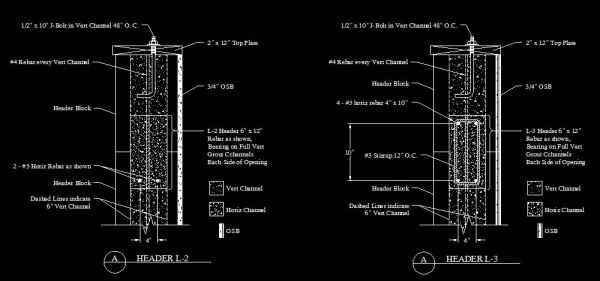 1/2" x 10" J-Bolt in Vert Channel 48" O.C.
2" x 12" Top Plate
#4 Rebar every Vert Channel
3/4" OSB
Header Block
L-2 Header 6" x 12"
Rebar as shown,
Bearing on Full Vert
Grout Cchannels
Each Side of Opening
2 - #5 Horiz Rebar as shown
Header Block
Dashed Lines indicate
6" Vert Channel
Vert Channel
Horiz Channel
OSB
4"
A
HEADER L-2
1/2" x 10" J-Bolt in Vert Channel 48" O.C.
2" x 12" Top Plate
#4 Rebar every Vert Channel
Header Block
3/4" OSB
4 - #5 horiz rebar 4" x 10"
L-3 Header 6" x 12"
Rebar as shown,
Bearing on Full Vert
Grout Cchannels
Each Side of Opening
10"
#3 Stirrup 12" O.C.
Header Block
Dashed Lines indicate
6" Vert Channel
Vert Channel
Horiz Channel
OSB
4"
A
HEADER L-3